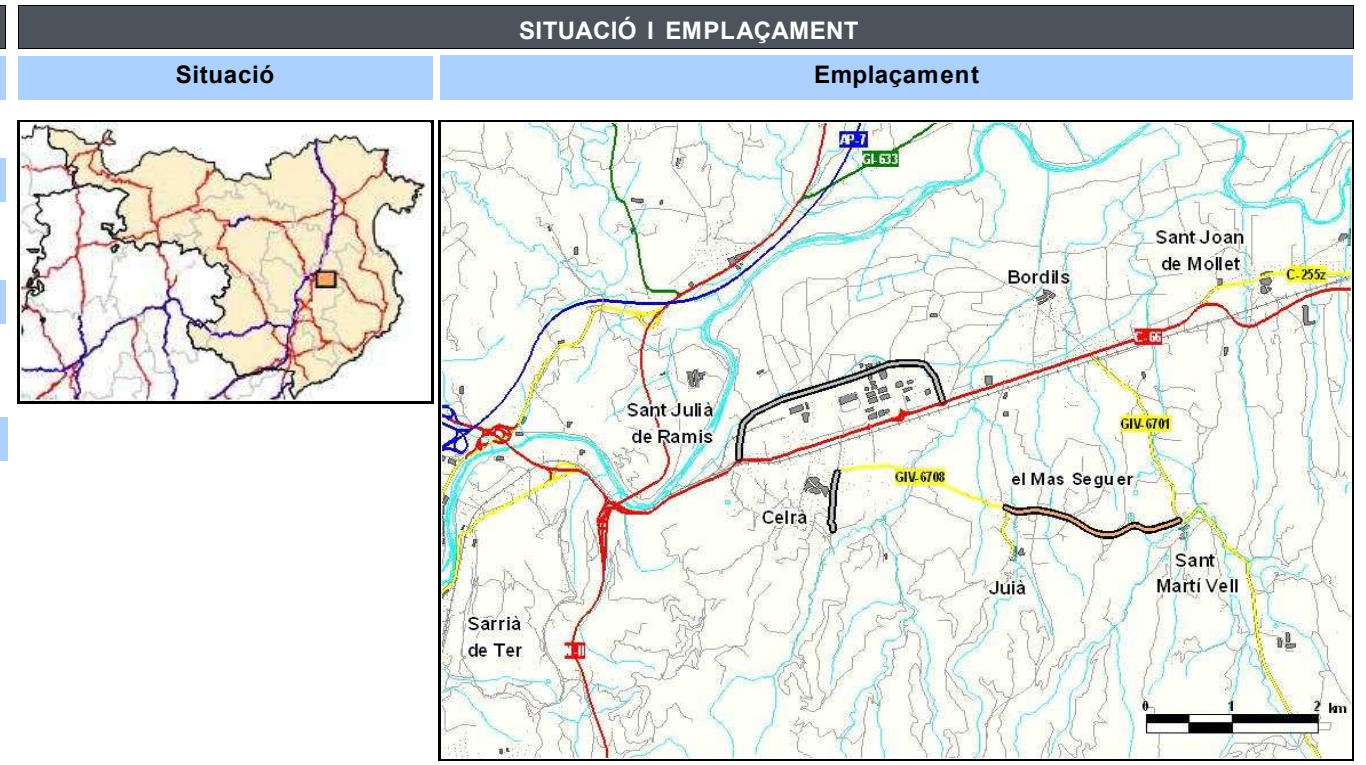 SITUACIÓ I EMPLAÇAMENT
Situació
Emplaçament
AP-7
GI-633
Sant Joan
de Mollet
C-255z
Bordils
C-66
Sant Julià
de Ramis
GIV-6701
GIV-6708
el Mas Seguer
Celrà
Sant
Martí Vell
Juià
Sarrià
de Ter
N-II
0 1 2 km